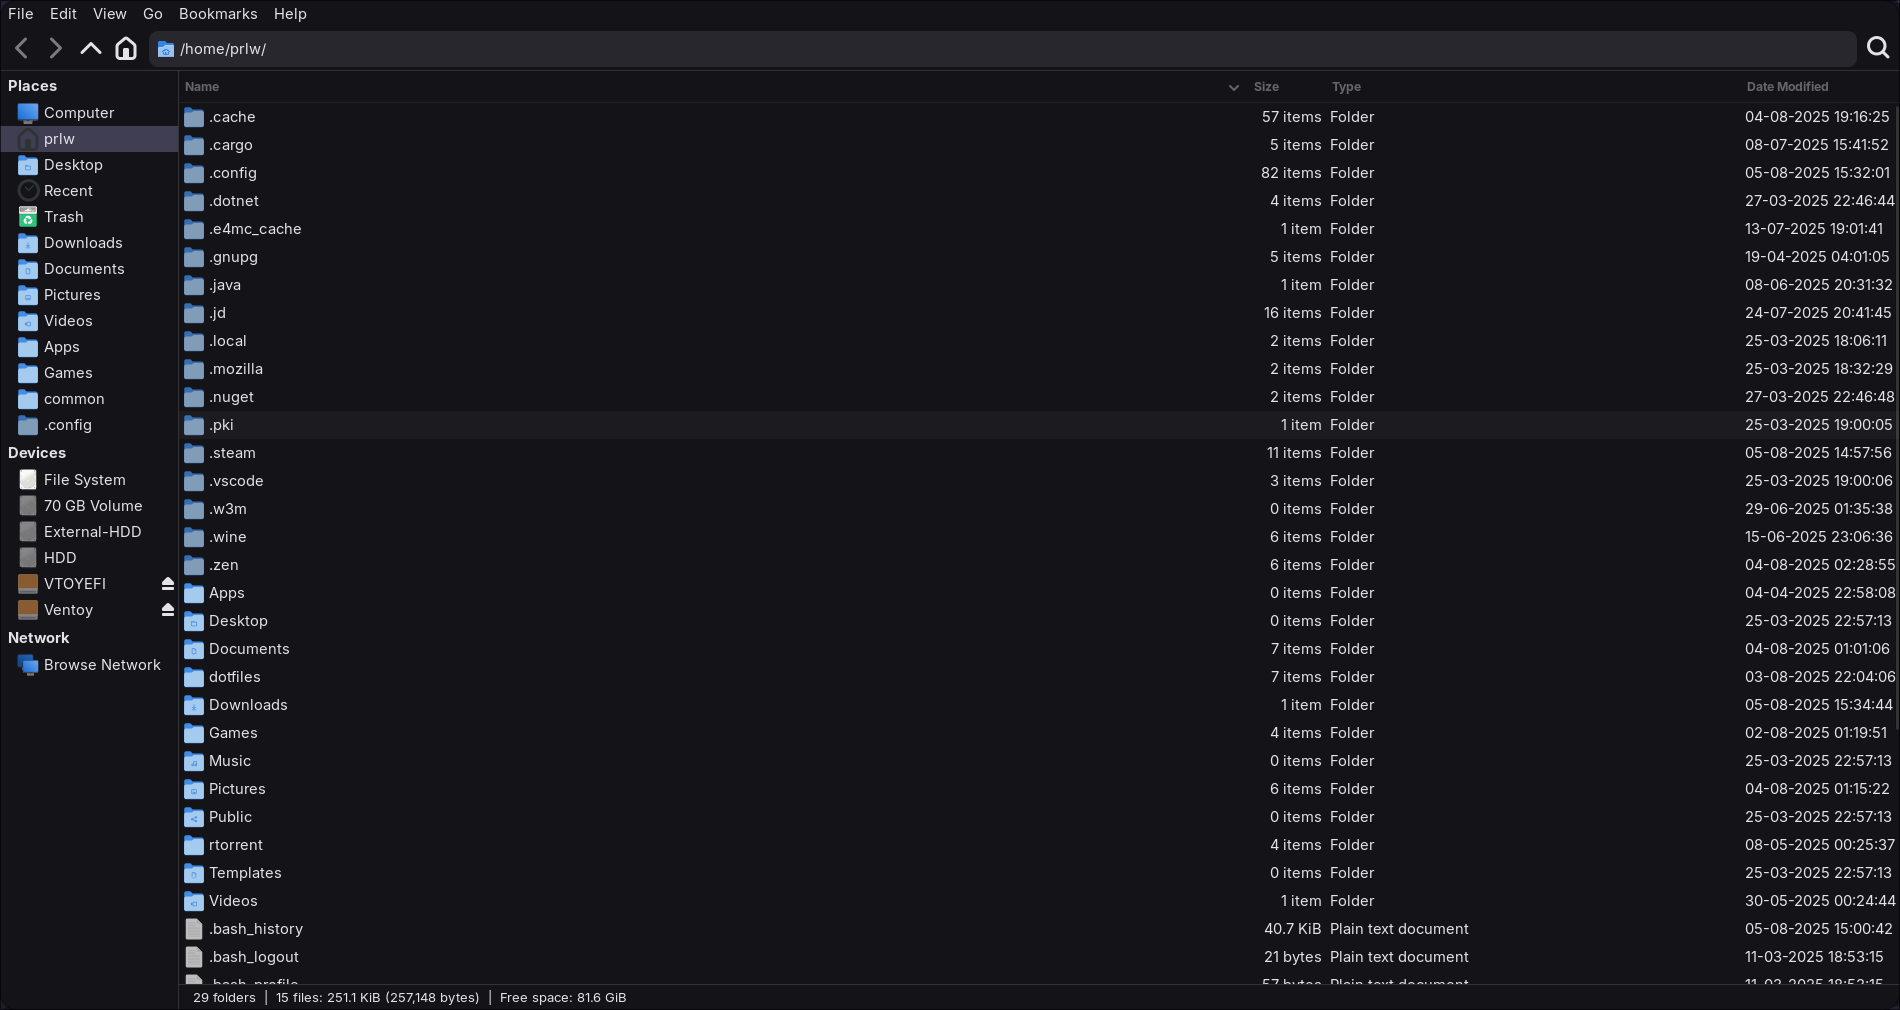 File Edit View Go Bookmarks Help
/home/prlw/
Places
Computer
prlw
Desktop
Recent
Trash
Downloads
Documents
Pictures
Videos
Apps
Games
common
.config
Devices
File System
70 GB Volume
External-HDD
HDD
VTOYEFI
Ventoy
Network
Browse Network
Name Size Type Date Modified
.cache 57 items Folder 04-08-2025 19:16:25
.cargo 5 items Folder 08-07-2025 15:41:52
.config 82 items Folder 05-08-2025 15:32:01
.dotnet 4 items Folder 27-03-2025 22:46:44
.e4mc_cache 1 item Folder 13-07-2025 19:01:41
.gnupg 5 items Folder 19-04-2025 04:01:05
.java 1 item Folder 08-06-2025 20:31:32
.jd 16 items Folder 24-07-2025 20:41:45
.local 2 items Folder 25-03-2025 18:06:11
.mozilla 2 items Folder 25-03-2025 18:32:29
.nuget 2 items Folder 27-03-2025 22:46:48
.pki 1 item Folder 25-03-2025 19:00:05
.steam 11 items Folder 05-08-2025 14:57:56
.vscode 3 items Folder 25-03-2025 19:00:06
.w3m 0 items Folder 29-06-2025 01:35:38
.wine 6 items Folder 15-06-2025 23:06:36
.zen 6 items Folder 04-08-2025 02:28:55
Apps 0 items Folder 04-04-2025 22:58:08
Desktop 0 items Folder 25-03-2025 22:57:13
Documents 7 items Folder 04-08-2025 01:01:06
dotfiles 7 items Folder 03-08-2025 22:04:06
Downloads 1 item Folder 05-08-2025 15:34:44
Games 4 items Folder 02-08-2025 01:19:51
Music 0 items Folder 25-03-2025 22:57:13
Pictures 6 items Folder 04-08-2025 01:15:22
Public 0 items Folder 25-03-2025 22:57:13
rtorrent 4 items Folder 08-05-2025 00:25:37
Templates 0 items Folder 25-03-2025 22:57:13
Videos 1 item Folder 30-05-2025 00:24:44
.bash_history 40.7 KiB Plain text document 05-08-2025 15:00:42
.bash_logout 21 bytes Plain text document 11-03-2025 18:53:15
.bash_profile 57 bytes Plain text document 11-03-2025 18:53:15
29 folders | 15 files: 251.1 KiB (257,148 bytes) | Free space: 81.6 GiB